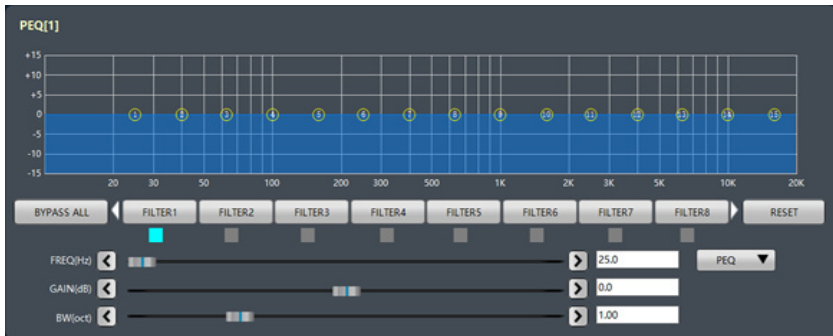 PEQ[1]
+15
+10
+5
0
-5
-10
-15
1 2 3 4 5 6 7 8 9 10 11 12 13 14 15
20 30 50 100 200 300 500 1K 2K 3K 5K 10K 20K
BYPASS ALL FILTER1 FILTER2 FILTER3 FILTER4 FILTER5 FILTER6 FILTER7 FILTER8 RESET
FREQ(Hz) 25.0 PEQ
GAIN(dB) 0.0
BW(oct) 1.00